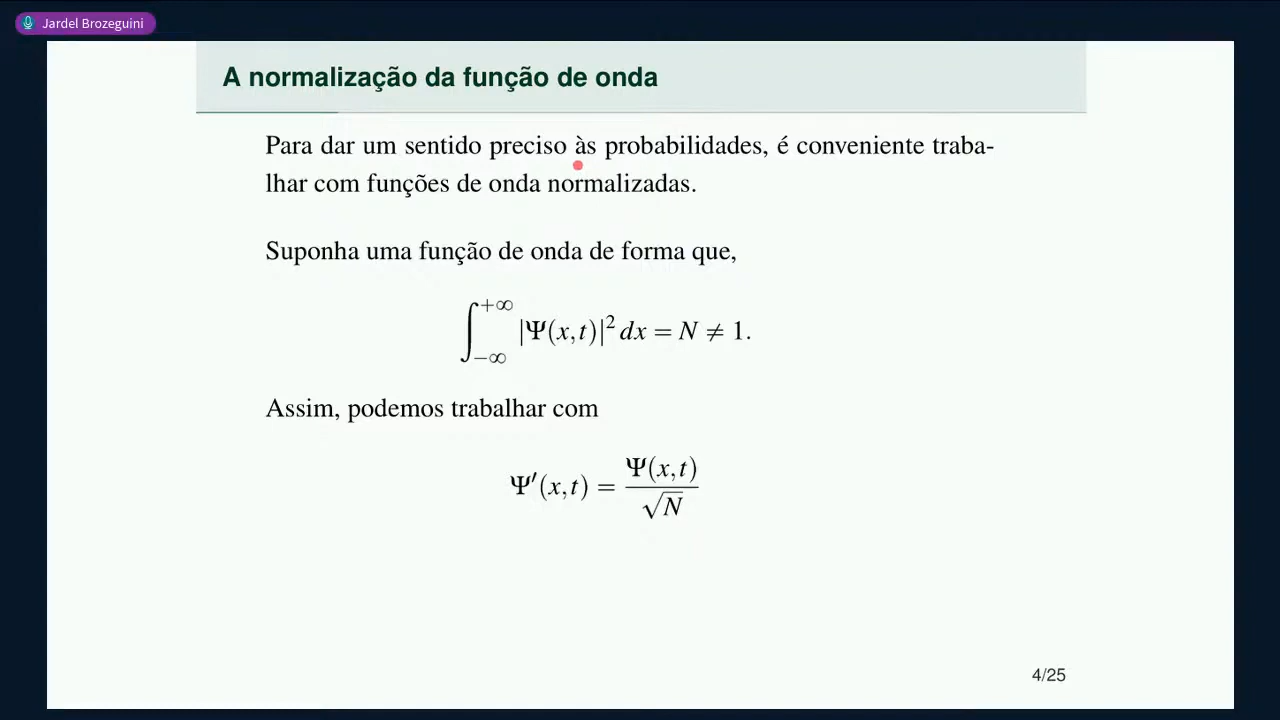 Jardel Brozeguini
A normalização da função de onda
Para dar um sentido preciso às probabilidades, é conveniente traba-
lhar com funções de onda normalizadas.
Suponha uma função de onda de forma que,
∫_{−∞}^{+∞} |Ψ(x,t)|² dx = N ≠ 1.
Assim, podemos trabalhar com
Ψ′(x,t) = Ψ(x,t) / √N
4/25